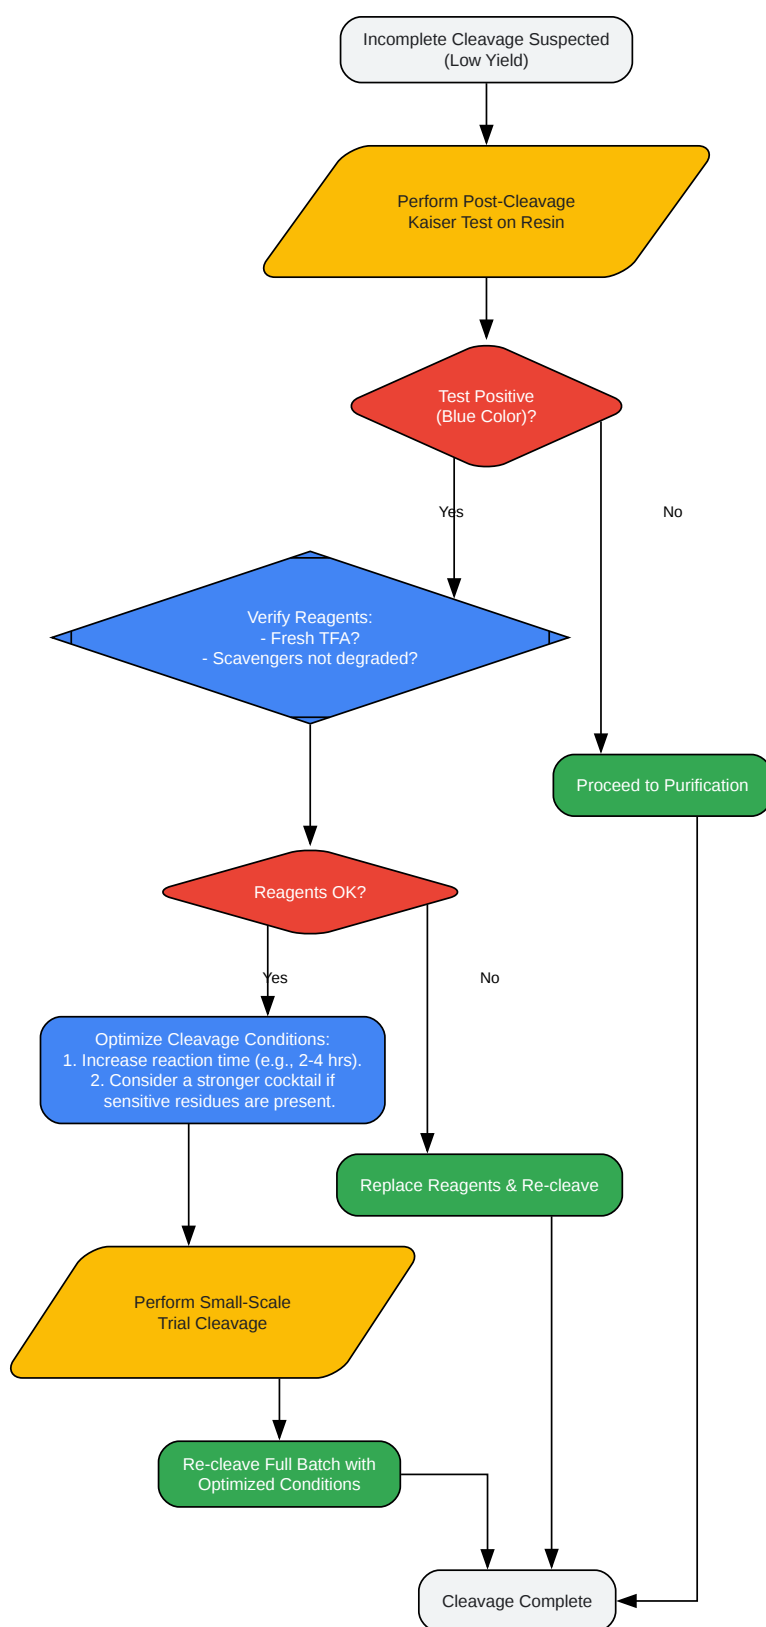 Incomplete Cleavage Suspected
(Low Yield)
Perform Post-Cleavage
Kaiser Test on Resin
Test Positive
(Blue Color)?
Yes
No
Verify Reagents:
- Fresh TFA?
- Scavengers not degraded?
Proceed to Purification
Reagents OK?
Yes
No
Optimize Cleavage Conditions:
1. Increase reaction time (e.g., 2-4 hrs).
2. Consider a stronger cocktail if
sensitive residues are present.
Replace Reagents & Re-cleave
Perform Small-Scale
Trial Cleavage
Re-cleave Full Batch with
Optimized Conditions
Cleavage Complete